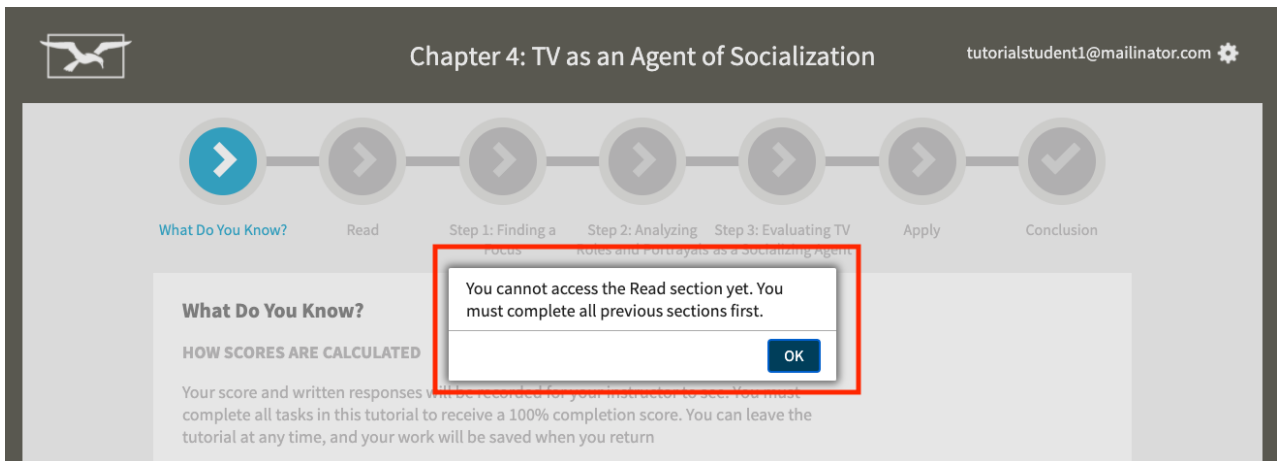 Chapter 4: TV as an Agent of Socialization
tutorialstudent1@mailinator.com
What Do You Know?
Read
Step 1: Finding a
Focus
Step 2: Analyzing
Roles and Portrayals
Step 3: Evaluating TV
as a Socializing Agent
Apply
Conclusion
You cannot access the Read section yet. You
must complete all previous sections first.
OK
What Do You Know?
HOW SCORES ARE CALCULATED
Your score and written responses will be recorded for your instructor to see. You must
complete all tasks in this tutorial to receive a 100% completion score. You can leave the
tutorial at any time, and your work will be saved when you return